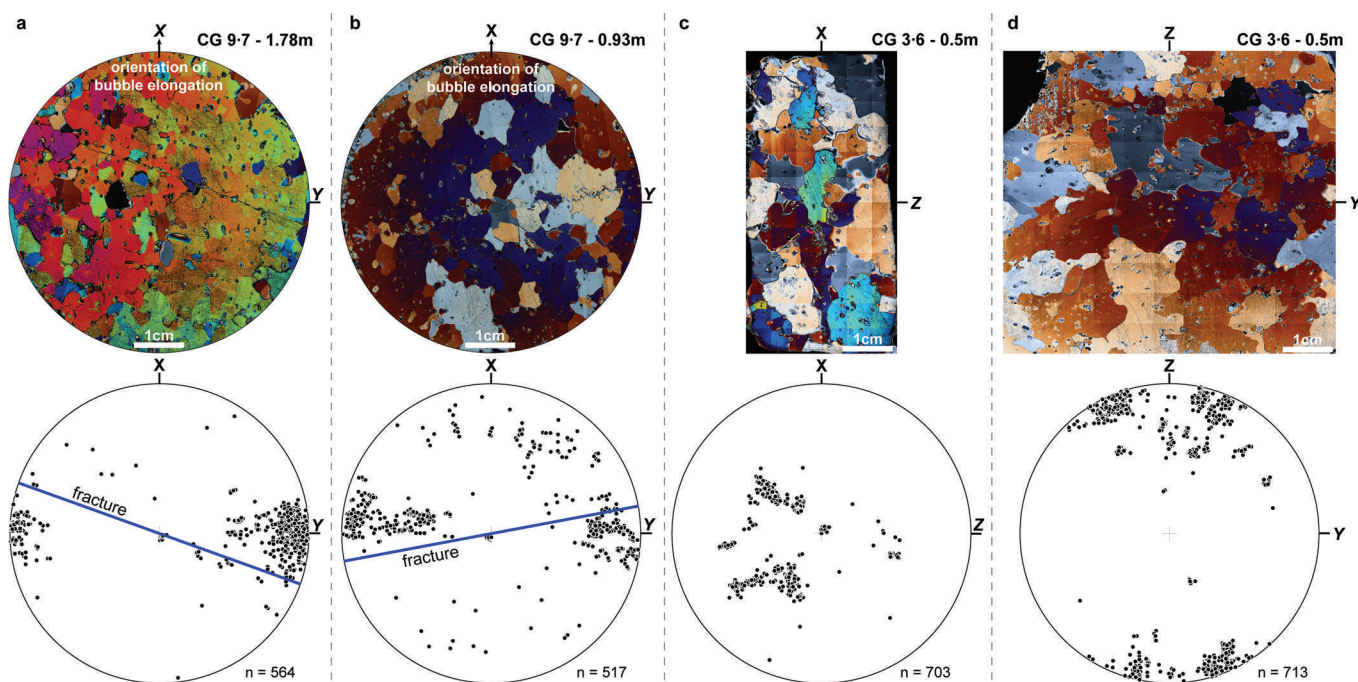 a
X
CG 9·7 - 1.78m
orientation of
bubble elongation
Y
1cm
X
fracture
Y
n = 564
b
X
CG 9·7 - 0.93m
orientation of
bubble elongation
Y
1cm
X
fracture
Y
n = 517
c
X
CG 3·6 - 0.5m
Z
1cm
X
Z
n = 703
d
Z
CG 3·6 - 0.5m
Y
1cm
Z
Y
n = 713